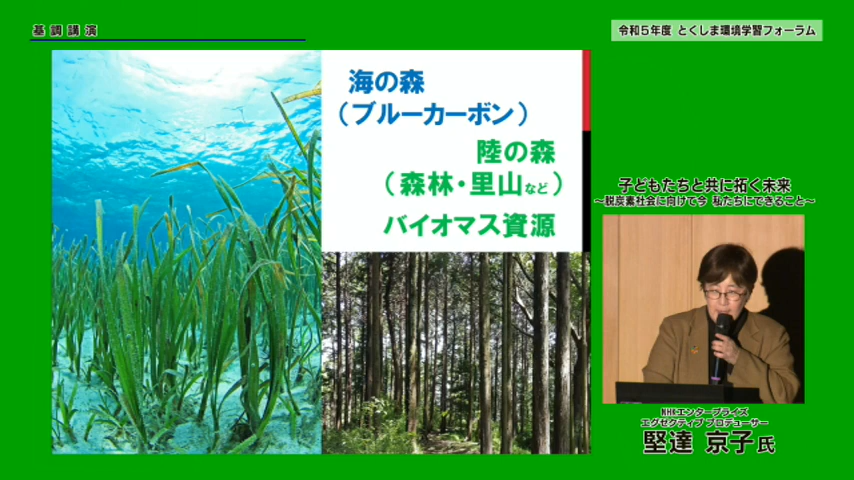 基調講演
令和5年度 とくしま環境学習フォーラム
海の森
（ブルーカーボン）
陸の森
（森林・里山など）
バイオマス資源
子どもたちと共に拓く未来
～脱炭素社会に向けて今 私たちにできること～
NHKエンタープライズ
エグゼクティブ プロデューサー
堅達 京子氏